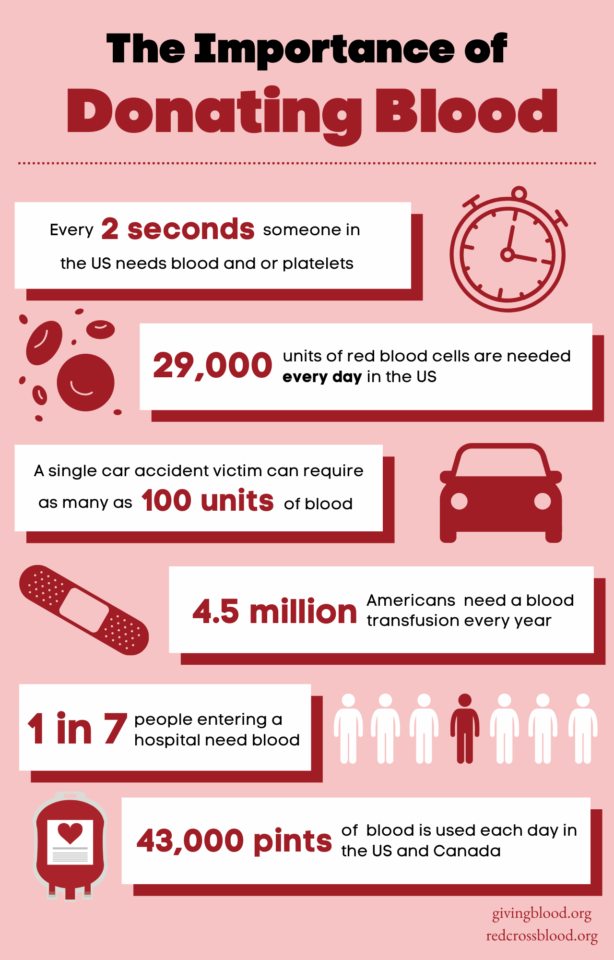 The Importance of
Donating Blood
Every 2 seconds someone in
the US needs blood and or platelets
29,000 units of red blood cells are needed
every day in the US
A single car accident victim can require
as many as 100 units of blood
4.5 million Americans need a blood
transfusion every year
1 in 7 people entering a
hospital need blood
43,000 pints of blood is used each day in
the US and Canada
givingblood.org
redcrossblood.org